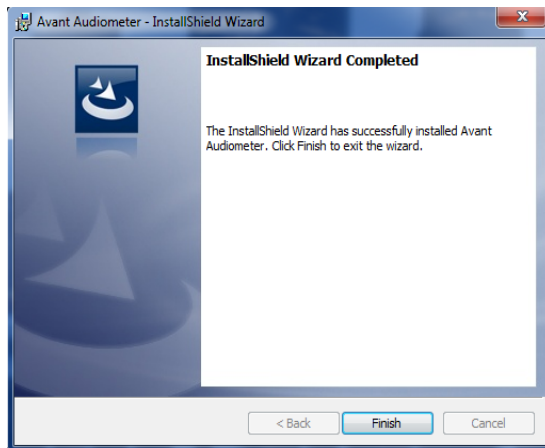 Avant Audiometer - InstallShield Wizard
InstallShield Wizard Completed
The InstallShield Wizard has successfully installed Avant
Audiometer. Click Finish to exit the wizard.
< Back
Finish
Cancel